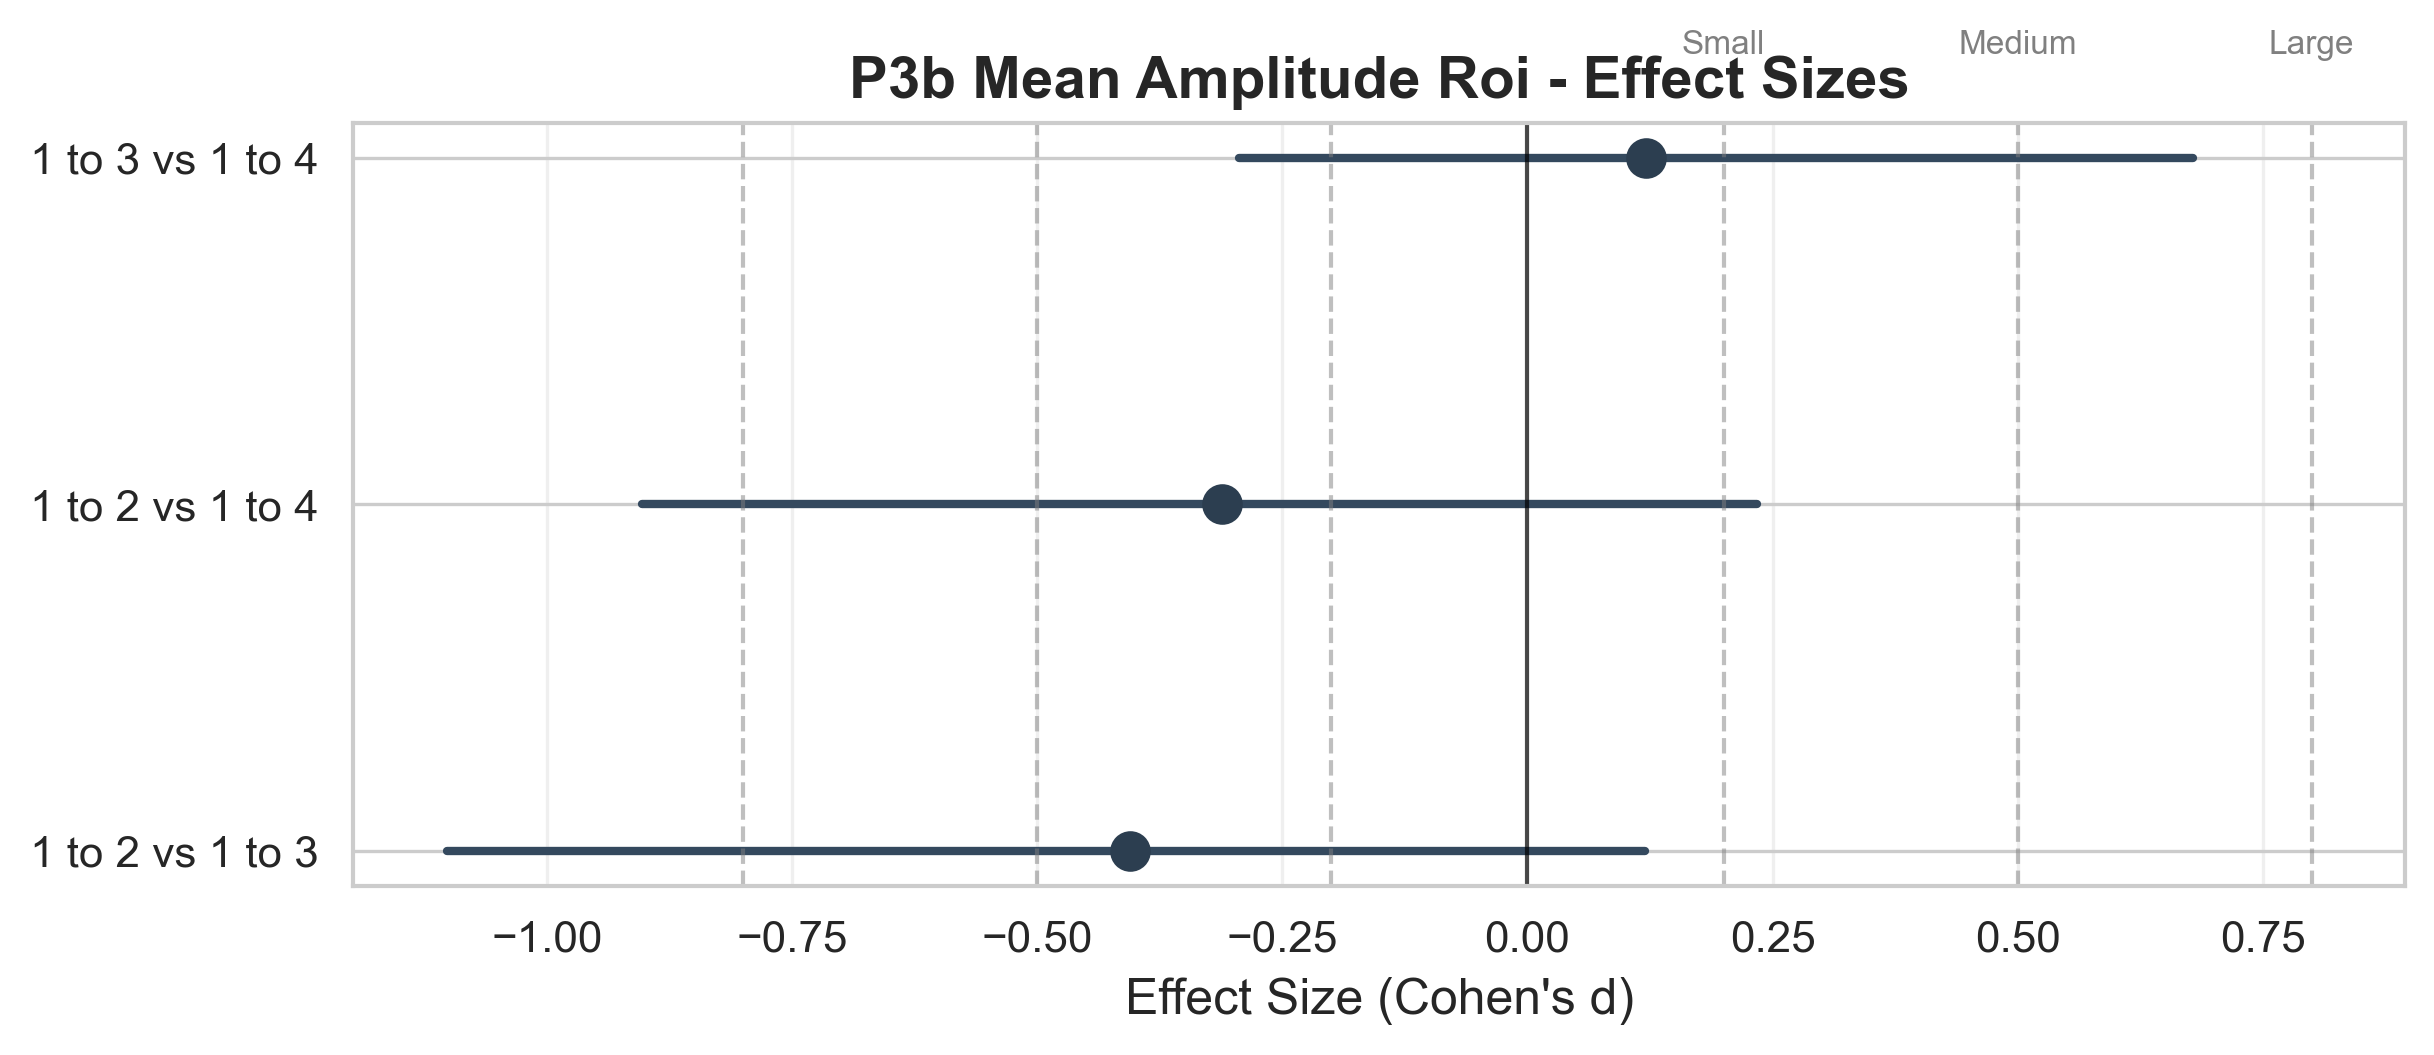 Small Medium Large
P3b Mean Amplitude Roi - Effect Sizes
1 to 3 vs 1 to 4
1 to 2 vs 1 to 4
1 to 2 vs 1 to 3
−1.00 −0.75 −0.50 −0.25 0.00 0.25 0.50 0.75
Effect Size (Cohen's d)